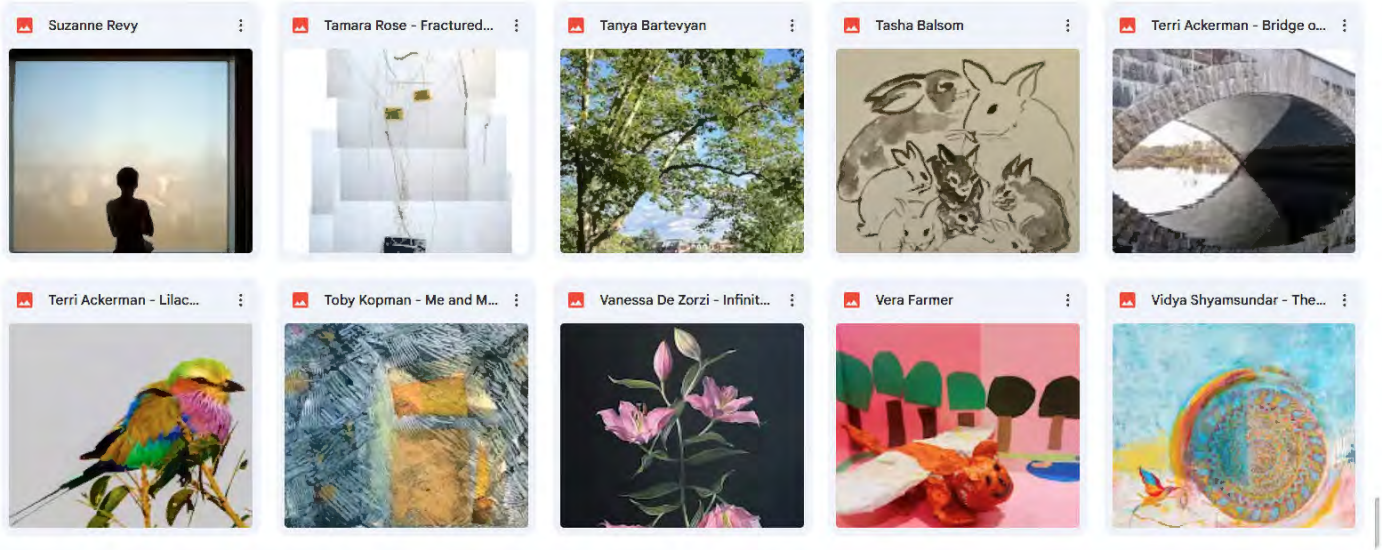 Suzanne Revy
Tamara Rose - Fractured...
Tanya Bartevyan
Tasha Balsom
Terri Ackerman - Bridge o...
Terri Ackerman - Lilac...
Toby Kopman - Me and M...
Vanessa De Zorzi - Infinit...
Vera Farmer
Vidya Shyamsundar - The...